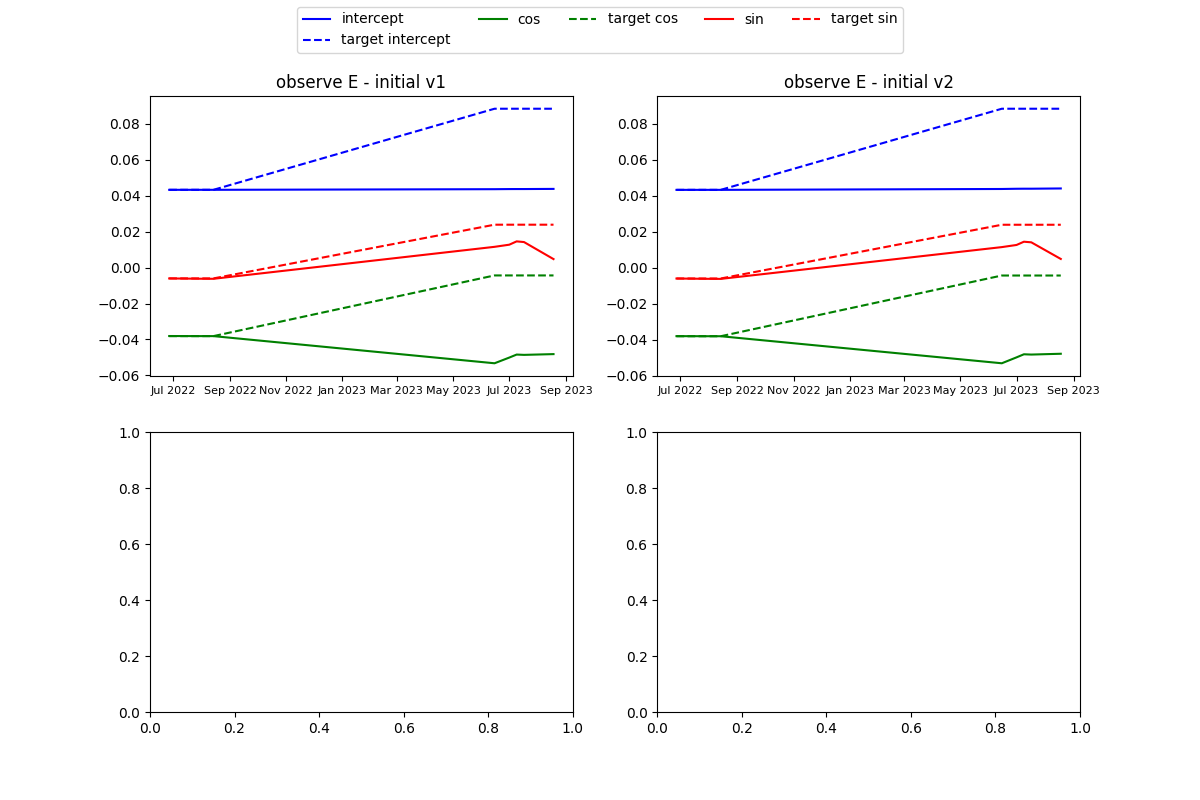 intercept cos target cos sin target sin
target intercept
observe E - initial v1 observe E - initial v2
0.08 0.08
0.06 0.06
0.04 0.04
0.02 0.02
0.00 0.00
−0.02 −0.02
−0.04 −0.04
−0.06 −0.06
Jul 2022 Sep 2022 Nov 2022 Jan 2023 Mar 2023 May 2023 Jul 2023 Sep 2023 Jul 2022 Sep 2022 Nov 2022 Jan 2023 Mar 2023 May 2023 Jul 2023 Sep 2023
1.0 1.0
0.8 0.8
0.6 0.6
0.4 0.4
0.2 0.2
0.0 0.0
0.0 0.2 0.4 0.6 0.8 1.0 0.0 0.2 0.4 0.6 0.8 1.0